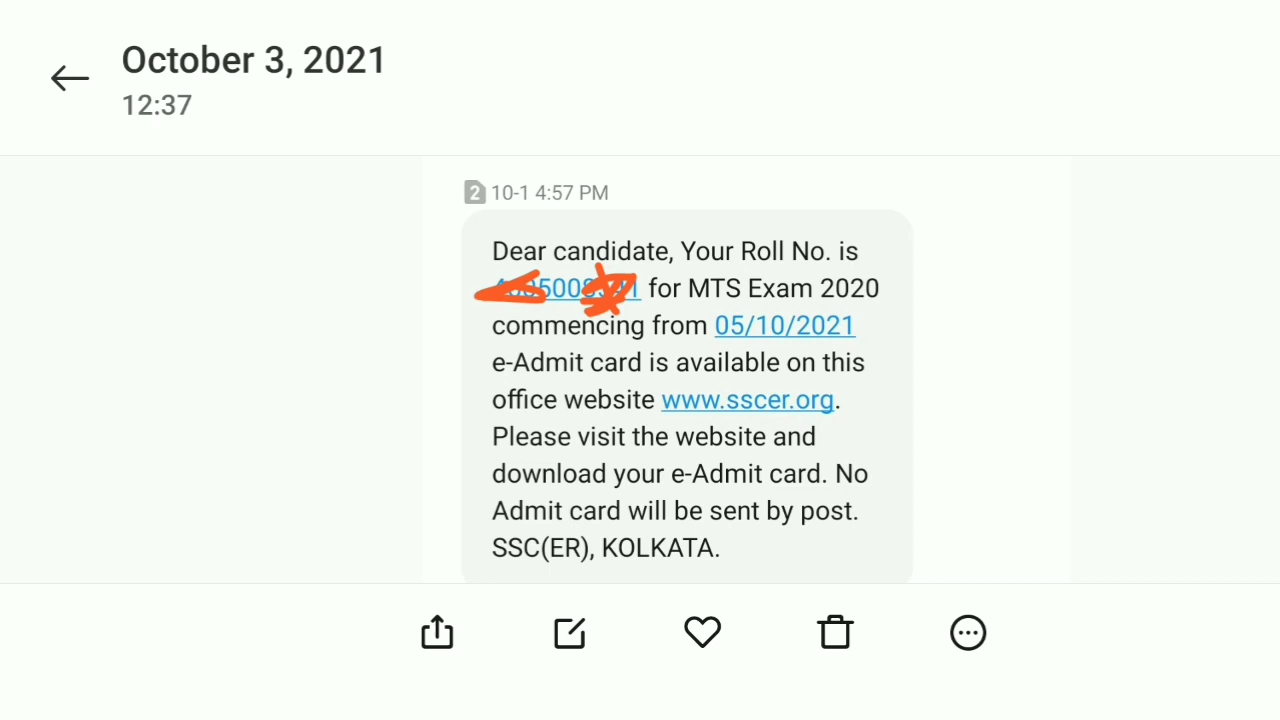 October 3, 2021
12:37
2 10-1 4:57 PM
Dear candidate, Your Roll No. is
for MTS Exam 2020
commencing from 05/10/2021
e-Admit card is available on this
office website www.sscer.org.
Please visit the website and
download your e-Admit card. No
Admit card will be sent by post.
SSC(ER), KOLKATA.